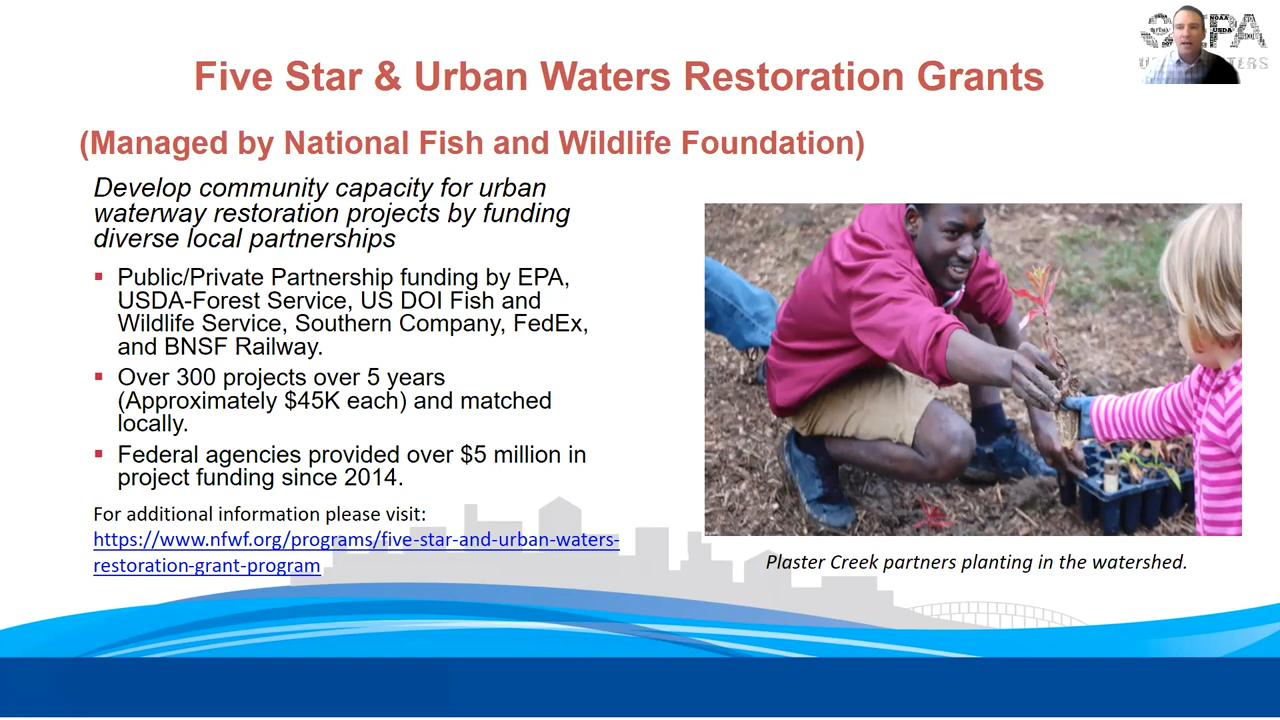 Five Star & Urban Waters Restoration Grants
(Managed by National Fish and Wildlife Foundation)
Develop community capacity for urban
waterway restoration projects by funding
diverse local partnerships
Public/Private Partnership funding by EPA,
USDA-Forest Service, US DOI Fish and
Wildlife Service, Southern Company, FedEx,
and BNSF Railway.
Over 300 projects over 5 years
(Approximately $45K each) and matched
locally.
Federal agencies provided over $5 million in
project funding since 2014.
For additional information please visit:
https://www.nfwf.org/programs/five-star-and-urban-waters-
restoration-grant-program
Plaster Creek partners planting in the watershed.
NOAA
USDA